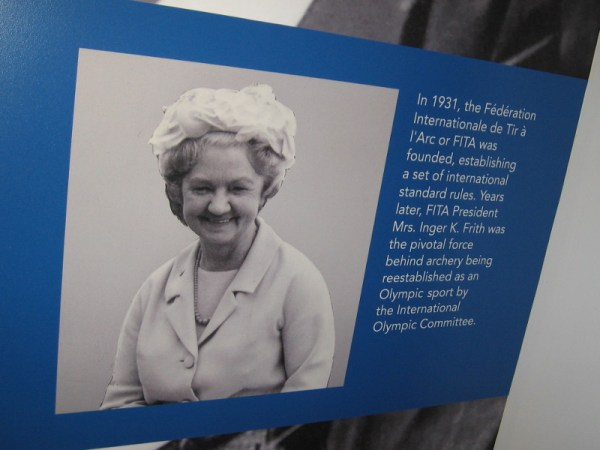 In 1931, the Fédération
Internationale de Tir à
l'Arc or FITA was
founded, establishing
a set of international
standard rules. Years
later, FITA President
Mrs. Inger K. Frith was
the pivotal force
behind archery being
reestablished as an
Olympic sport by
the International
Olympic Committee.